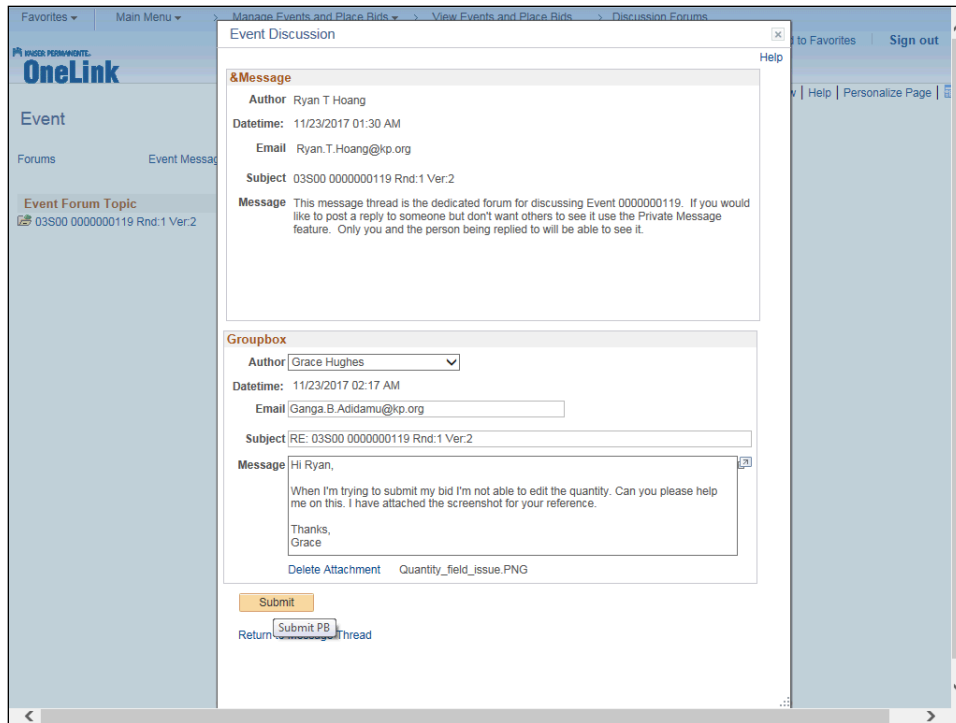 Favorites Main Menu > Manage Events and Place Bids > View Events and Place Bids > Discussion Forums
Event Discussion
to Favorites Sign out
KAISER PERMANENTE.
OneLink
Help
Help Personalize Page
&Message
Author Ryan T Hoang
Datetime: 11/23/2017 01:30 AM
Event
Email Ryan.T.Hoang@kp.org
Forums Event
Subject 03S00 0000000119 Rnd:1 Ver:2
Event Forum Topic
03S00 0000000119 Rnd:1 Ver:2
Message This message thread is the dedicated forum for discussing Event 0000000119. If you would
like to post a reply to someone but don't want others to see it use the Private Message
feature. Only you and the person being replied to will be able to see it.
Groupbox
Author Grace Hughes
Datetime: 11/23/2017 02:17 AM
Email Ganga.B.Adidamu@kp.org
Subject RE: 03S00 0000000119 Rnd:1 Ver:2
Message Hi Ryan,
When I'm trying to submit my bid I'm not able to edit the quantity. Can you please help
me on this. I have attached the screenshot for your reference.
Thanks,
Grace
Delete Attachment Quantity_field_issue.PNG
Submit
Submit PB
Return Thread